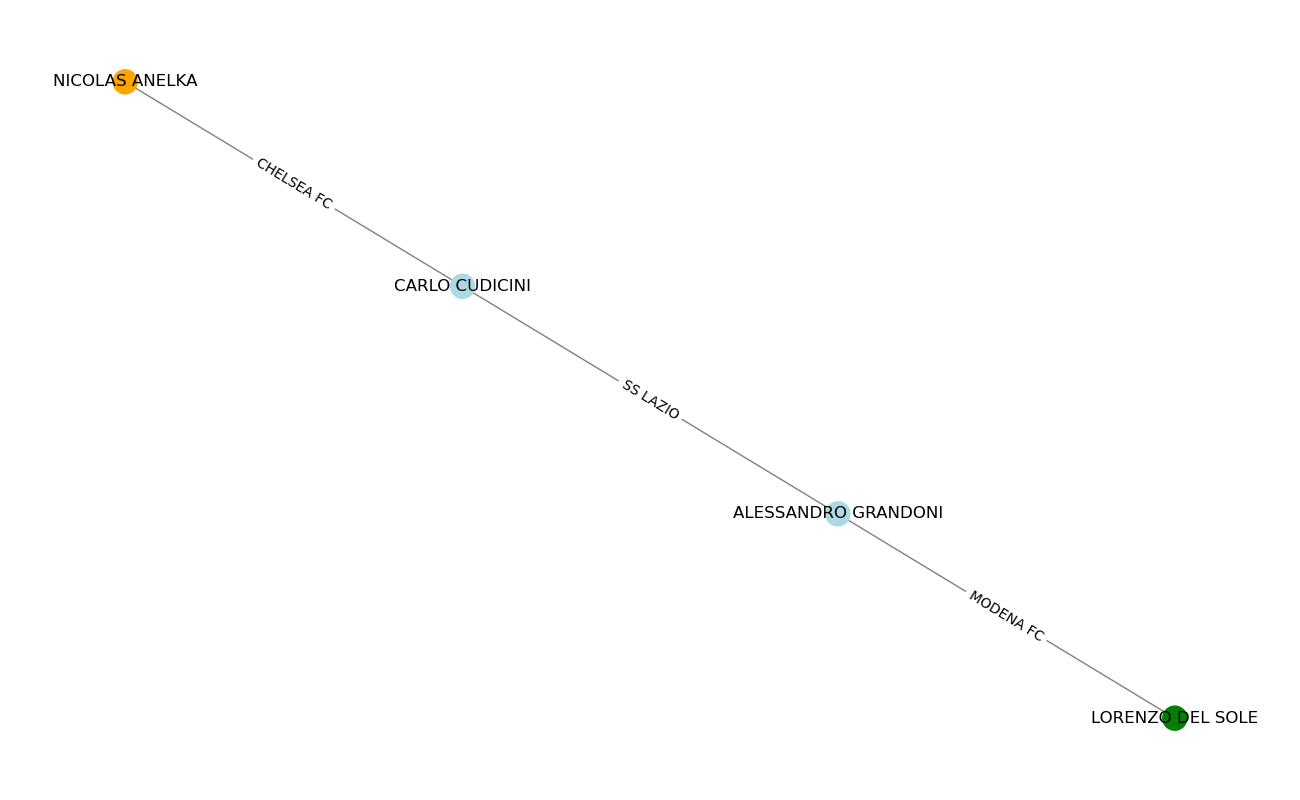 NICOLAS ANELKA
CHELSEA FC
CARLO CUDICINI
SS LAZIO
ALESSANDRO GRANDONI
MODENA FC
LORENZO DEL SOLE